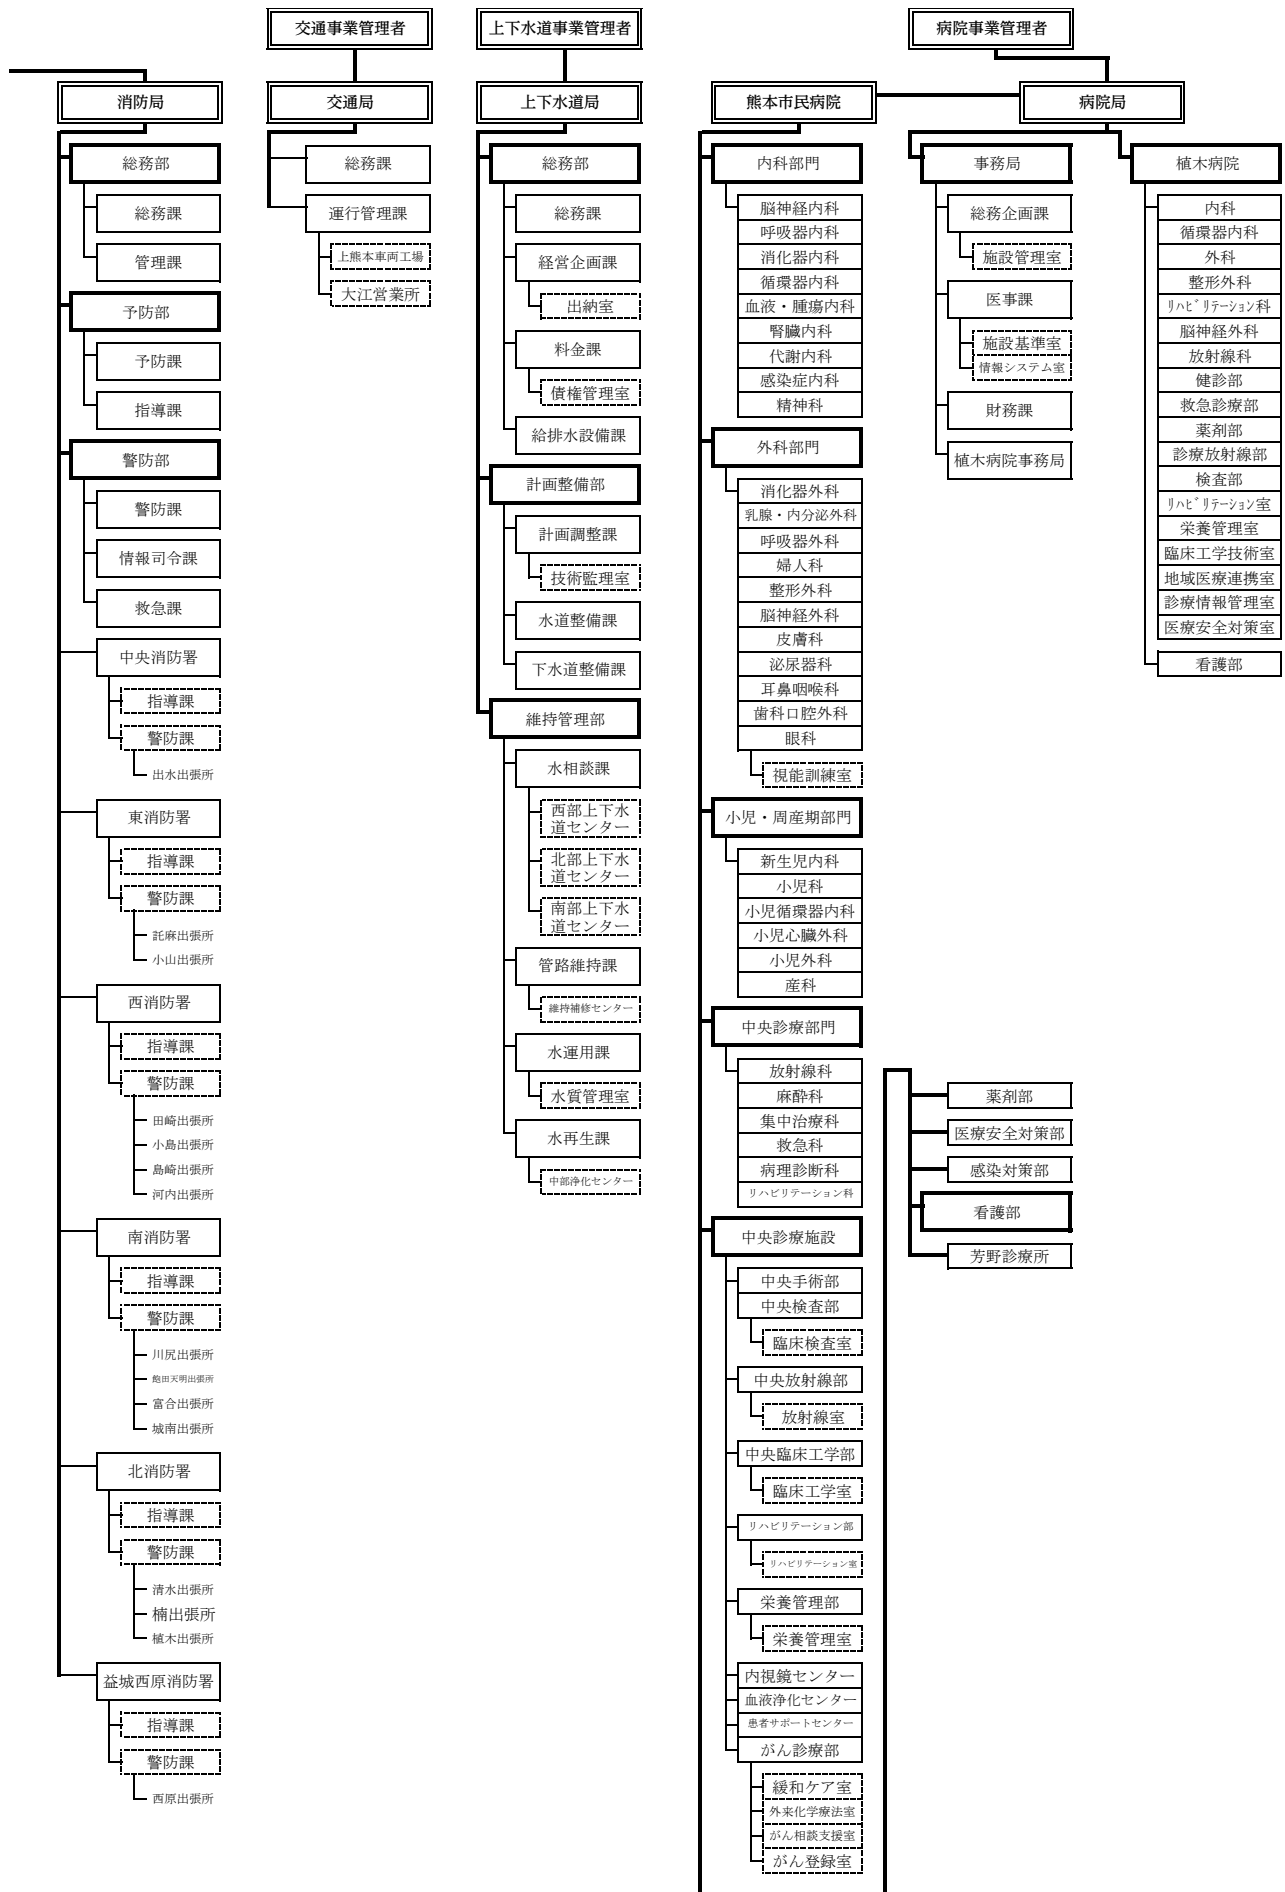 交通事業管理者
上下水道事業管理者
病院事業管理者
消防局
総務部
総務課
管理課
予防部
予防課
指導課
警防部
警防課
情報司令課
救急課
中央消防署
指導課
警防課
出水出張所
東消防署
指導課
警防課
託麻出張所
小山出張所
西消防署
指導課
警防課
田崎出張所
小島出張所
島崎出張所
河内出張所
南消防署
指導課
警防課
川尻出張所
飽田天明出張所
富合出張所
城南出張所
北消防署
指導課
警防課
清水出張所
楠出張所
植木出張所
益城西原消防署
指導課
警防課
西原出張所
交通局
総務課
運行管理課
上熊本車両工場
大江営業所
上下水道局
総務部
総務課
経営企画課
出納室
料金課
債権管理室
給排水設備課
計画整備部
計画調整課
技術監理室
水道整備課
下水道整備課
維持管理部
水相談課
西部上下水
道センター
北部上下水
道センター
南部上下水
道センター
管路維持課
維持補修センター
水運用課
水質管理室
水再生課
中部浄化センター
熊本市民病院
内科部門
脳神経内科
呼吸器内科
消化器内科
循環器内科
血液・腫瘍内科
腎臓内科
代謝内科
感染症内科
精神科
外科部門
消化器外科
乳腺・内分泌外科
呼吸器外科
婦人科
整形外科
脳神経外科
皮膚科
泌尿器科
耳鼻咽喉科
歯科口腔外科
眼科
視能訓練室
小児・周産期部門
新生児内科
小児科
小児循環器内科
小児心臓外科
小児外科
産科
中央診療部門
放射線科
麻酔科
集中治療科
救急科
病理診断科
リハビリテーション科
中央診療施設
中央手術部
中央検査部
臨床検査室
中央放射線部
放射線室
中央臨床工学部
臨床工学室
リハビリテーション部
リハビリテーション室
栄養管理部
栄養管理室
内視鏡センター
血液浄化センター
患者サポートセンター
がん診療部
緩和ケア室
外来化学療法室
がん相談支援室
がん登録室
病院局
事務局
総務企画課
施設管理室
医事課
施設基準室
情報システム室
財務課
植木病院事務局
薬剤部
医療安全対策部
感染対策部
看護部
芳野診療所
植木病院
内科
循環器内科
外科
整形外科
ﾘﾊﾋﾞﾘﾃｰｼｮﾝ科
脳神経外科
放射線科
健診部
救急診療部
薬剤部
診療放射線部
検査部
ﾘﾊﾋﾞﾘﾃｰｼｮﾝ室
栄養管理室
臨床工学技術室
地域医療連携室
診療情報管理室
医療安全対策室
看護部